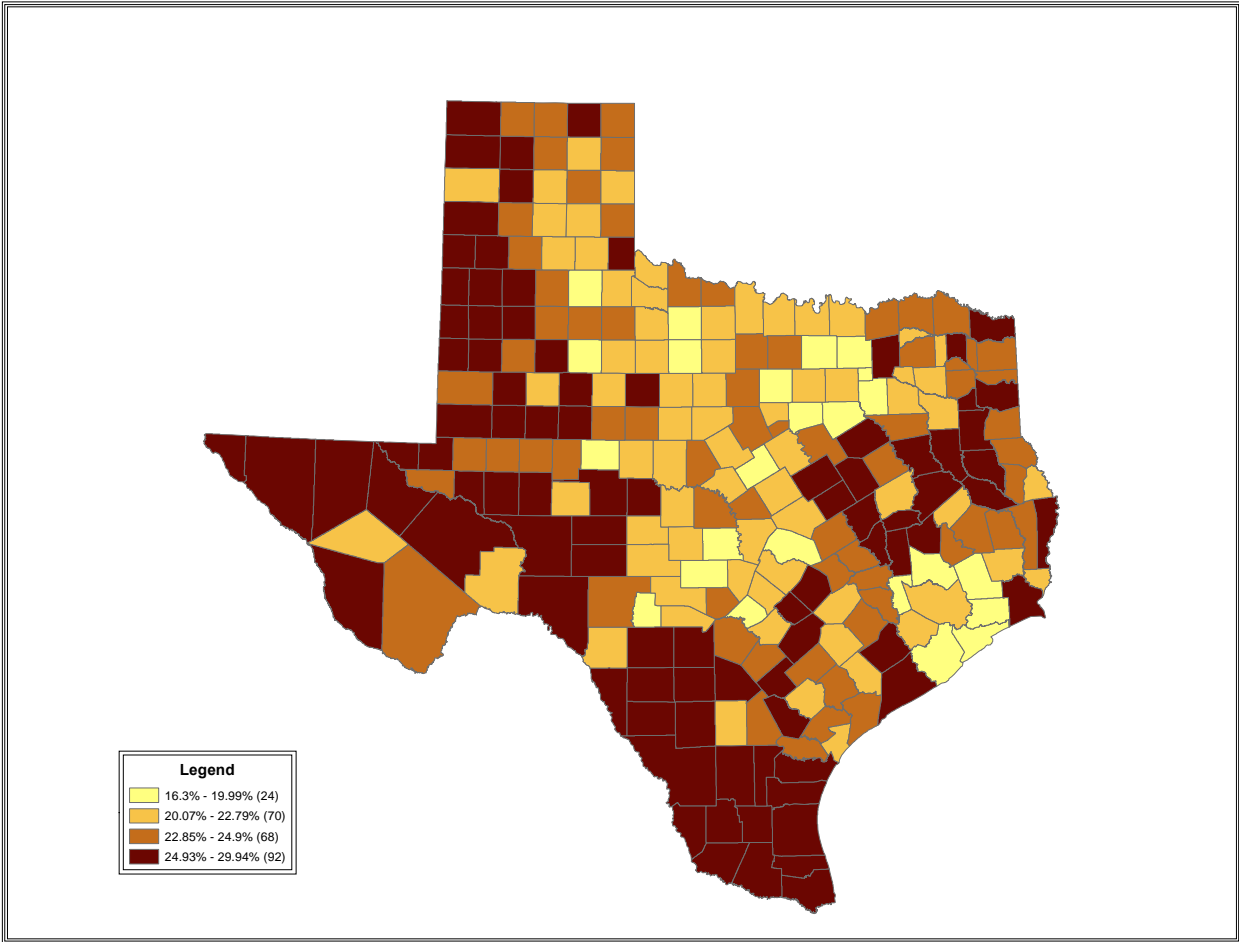 Legend
16.3% - 19.99% (24)
20.07% - 22.79% (70)
22.85% - 24.9% (68)
24.93% - 29.94% (92)